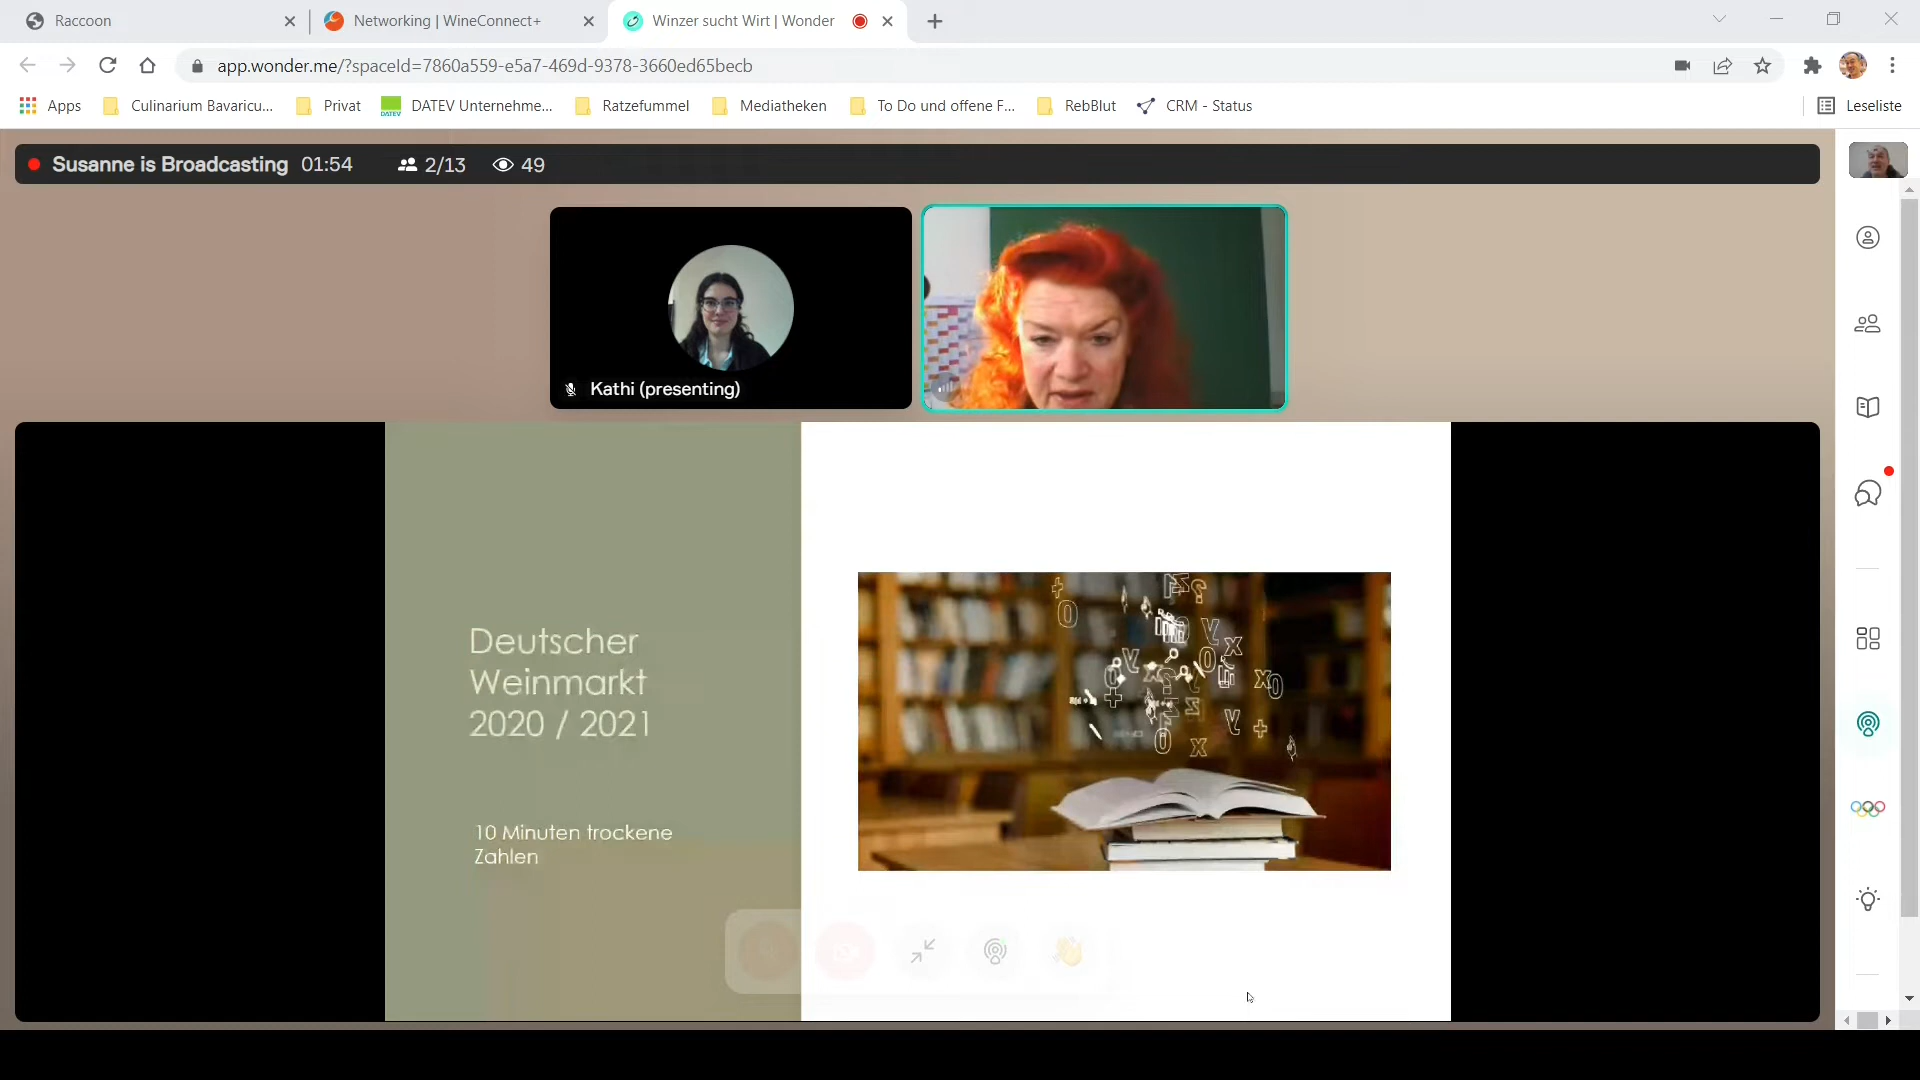 Raccoon
Networking | WineConnect+
Winzer sucht Wirt | Wonder
app.wonder.me/?spaceId=7860a559-e5a7-469d-9378-3660ed65becb
Apps
Culinarium Bavaricu...
Privat
DATEV
DATEV Unternehme...
Ratzefummel
Mediatheken
To Do und offene F...
RebBlut
CRM - Status
Leseliste
Susanne is Broadcasting 01:54 2/13 49
Kathi (presenting)
Deutscher
Weinmarkt
2020 / 2021
10 Minuten trockene
Zahlen